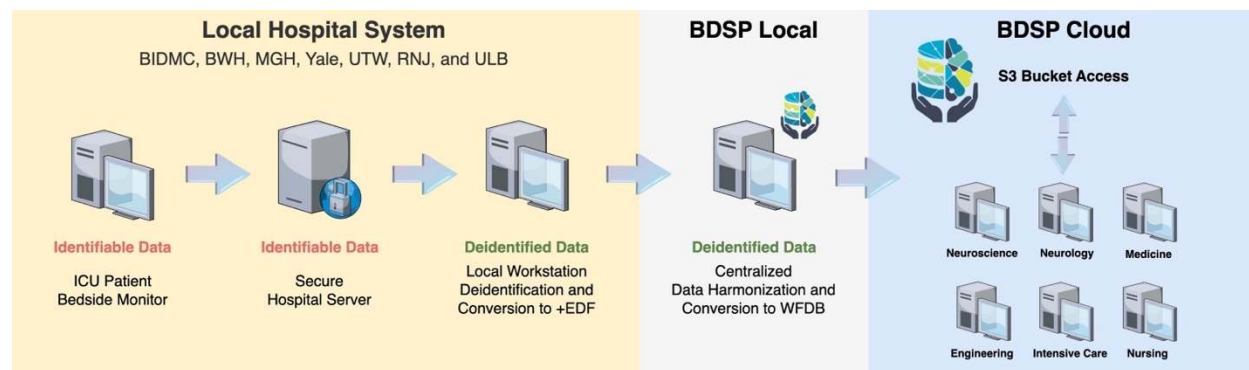 Local Hospital System
BIDMC, BWH, MGH, Yale, UTW, RNJ, and ULB
Identifiable Data
ICU Patient
Bedside Monitor
Identifiable Data
Secure
Hospital Server
Deidentified Data
Local Workstation
Deidentification and
Conversion to +EDF
BDSP Local
Deidentified Data
Centralized
Data Harmonization and
Conversion to WFDB
BDSP Cloud
S3 Bucket Access
Neuroscience
Neurology
Medicine
Engineering
Intensive Care
Nursing